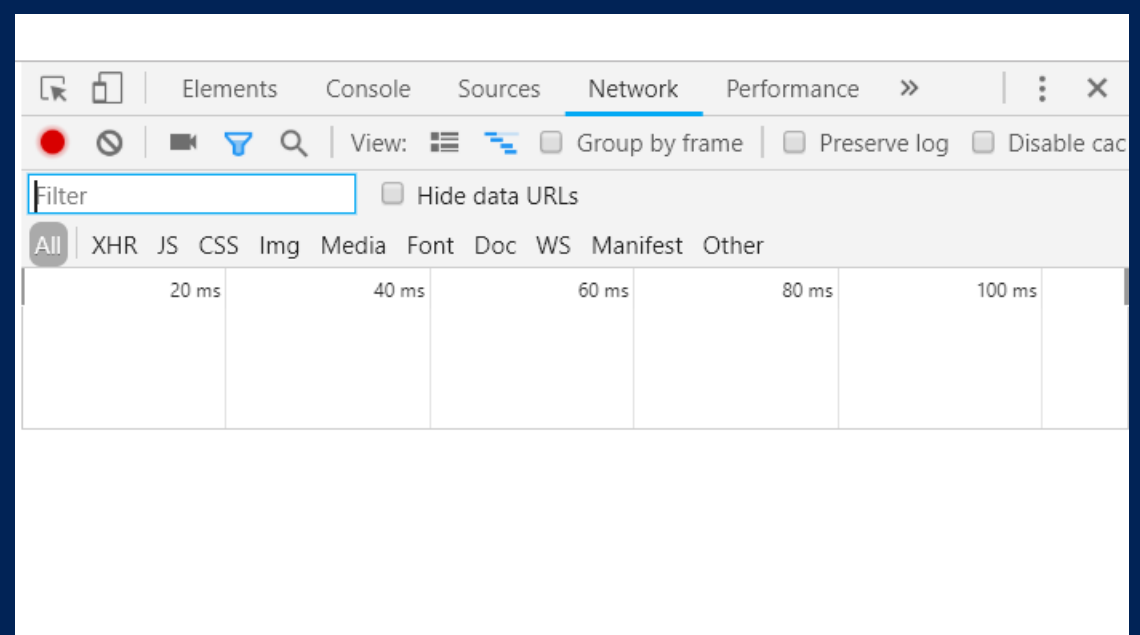 Elements Console Sources Network Performance »
View: Group by frame Preserve log Disable cac
Filter Hide data URLs
All XHR JS CSS Img Media Font Doc WS Manifest Other
20 ms 40 ms 60 ms 80 ms 100 ms